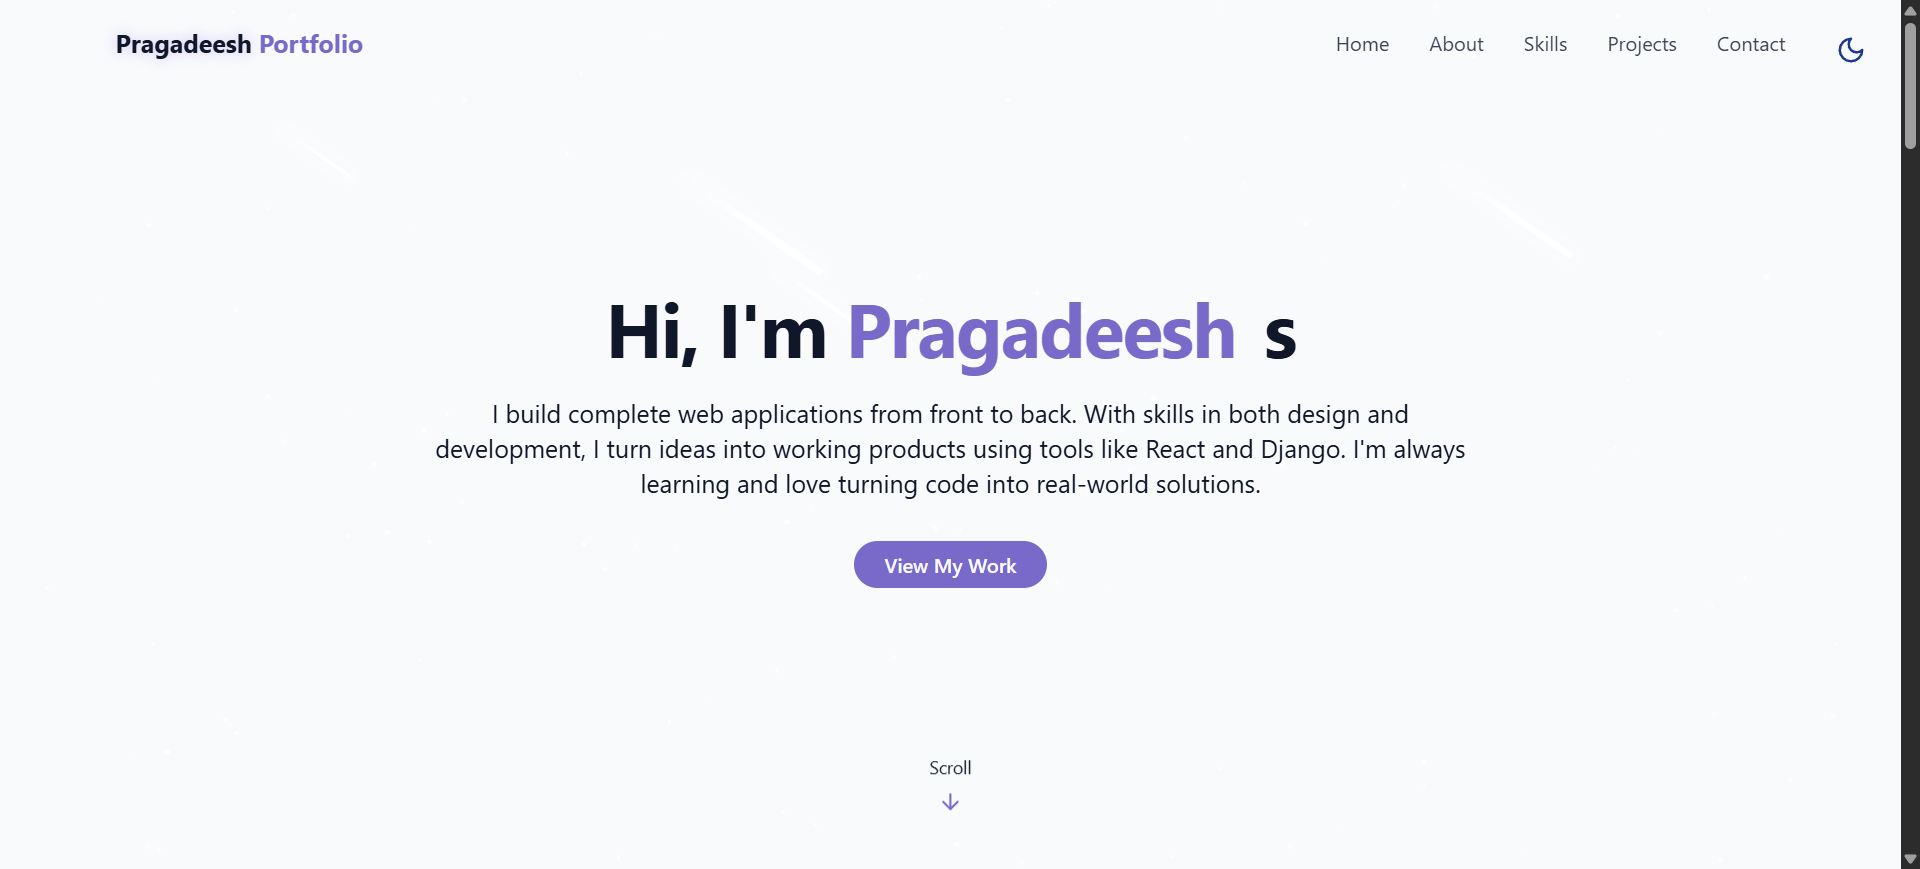 Pragadeesh Portfolio
Home About Skills Projects Contact
Hi, I'm Pragadeesh s
I build complete web applications from front to back. With skills in both design and
development, I turn ideas into working products using tools like React and Django. I'm always
learning and love turning code into real-world solutions.
View My Work
Scroll